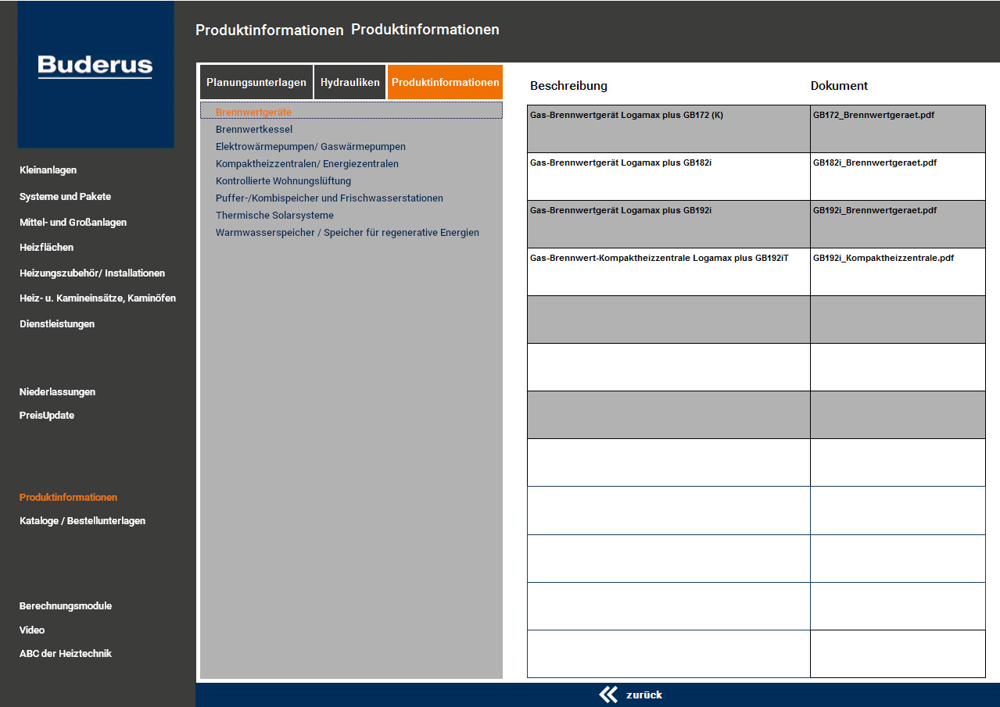 Buderus
Produktinformationen Produktinformationen
Planungsunterlagen Hydrauliken Produktinformationen
Brennwertgeräte
Brennwertkessel
Elektrowärmepumpen/ Gaswärmepumpen
Kompaktheizzentralen/ Energiezentralen
Kontrollierte Wohnungslüftung
Puffer-/Kombispeicher und Frischwasserstationen
Thermische Solarsysteme
Warmwasserspeicher / Speicher für regenerative Energien
Beschreibung Dokument
Gas-Brennwertgerät Logamax plus GB172 (K) GB172_Brennwertgeraet.pdf
Gas-Brennwertgerät Logamax plus GB182i GB182i_Brennwertgeraet.pdf
Gas-Brennwertgerät Logamax plus GB192i GB192i_Brennwertgeraet.pdf
Gas-Brennwert-Kompaktheizzentrale Logamax plus GB192iT GB192i_Kompaktheizzentrale.pdf
Kleinanlagen
Systeme und Pakete
Mittel- und Großanlagen
Heizflächen
Heizungszubehör/ Installationen
Heiz- u. Kamineinsätze, Kaminöfen
Dienstleistungen
Niederlassungen
PreisUpdate
Produktinformationen
Kataloge / Bestellunterlagen
Berechnungsmodule
Video
ABC der Heiztechnik
zurück